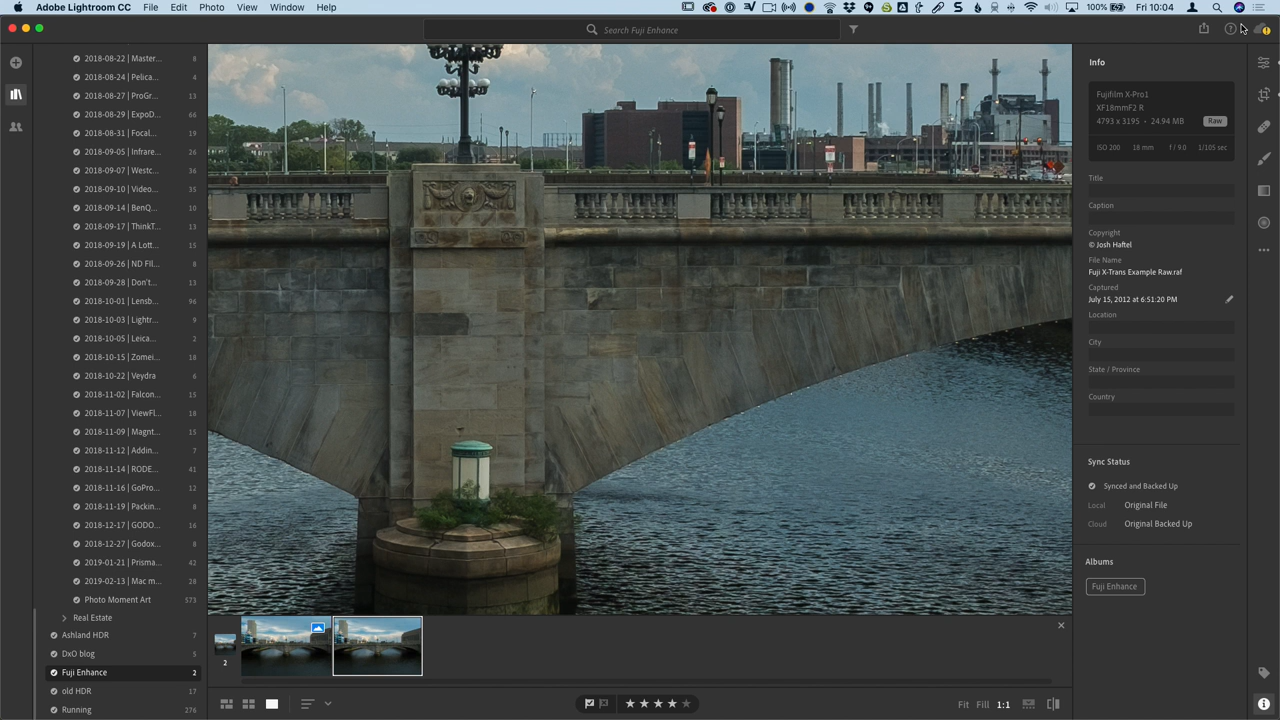 Adobe Lightroom CC File Edit Photo View Window Help 100% Fri 10:04
Search Fuji Enhance
2018-08-22 | Master... 8
2018-08-24 | Pelica... 4
2018-08-27 | ProGr... 13
2018-08-29 | ExpoD... 66
2018-08-31 | Focal... 19
2018-09-05 | Infrare... 26
2018-09-07 | Westc... 36
2018-09-10 | Video... 35
2018-09-14 | BenQ... 10
2018-09-17 | ThinkT... 13
2018-09-19 | A Lott... 15
2018-09-26 | ND FIl... 8
2018-09-28 | Don't... 13
2018-10-01 | Lensb... 96
2018-10-03 | Lightr... 9
2018-10-05 | Leica... 2
2018-10-15 | Zomei... 18
2018-10-22 | Veydra 6
2018-11-02 | Falcon... 15
2018-11-07 | ViewFl... 18
2018-11-09 | Magnt... 15
2018-11-12 | Addin... 7
2018-11-14 | RODE... 41
2018-11-16 | GoPro... 12
2018-11-19 | Packin... 8
2018-12-17 | GODO... 16
2018-12-27 | Godox... 8
2019-01-21 | Prisma... 42
2019-02-13 | Mac m... 28
Photo Moment Art 573
Real Estate
Ashland HDR 7
DxO blog 5
Fuji Enhance 2
old HDR 17
Running 276
2
Fit Fill 1:1
Info
Fujifilm X-Pro1
XF18mmF2 R
4793 x 3195 • 24.94 MB Raw
ISO 200 18 mm f / 9.0 1/105 sec
Title
Caption
Copyright
© Josh Haftel
File Name
Fuji X-Trans Example Raw.raf
Captured
July 15, 2012 at 6:51:20 PM
Location
City
State / Province
Country
Sync Status
Synced and Backed Up
Local Original File
Cloud Original Backed Up
Albums
Fuji Enhance